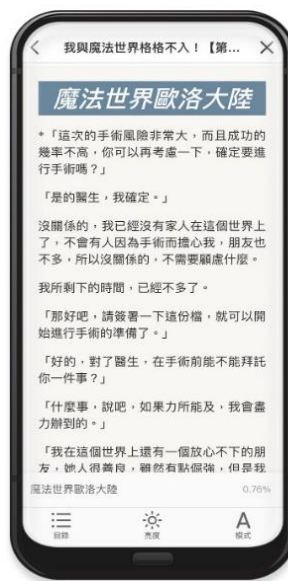 我與魔法世界格格不入！【第...
魔法世界歐洛大陸
*「這次的手術風險非常大，而且成功的
幾率不高，你可以再考慮一下，確定要進
行手術嗎？」
「是的醫生，我確定。」
沒關係的，我已經沒有家人在這個世界上
了，不會有人因為手術而擔心我，朋友也
不多，所以沒關係的，不需要顧慮什麼。
我所剩下的時間，已經不多了。
「那好吧，請簽署一下這份檔，就可以開
始進行手術的準備了。」
「好的，對了醫生，在手術前能不能拜託
你一件事？」
「什麼事，說吧，如果力所能及，我會盡
力辦到的。」
「我在這個世界上還有一個放心不下的朋
友，她人很善良，雖然有點倔強，但是我
魔法世界歐洛大陸 0.76%
A
目錄 亮度 模式